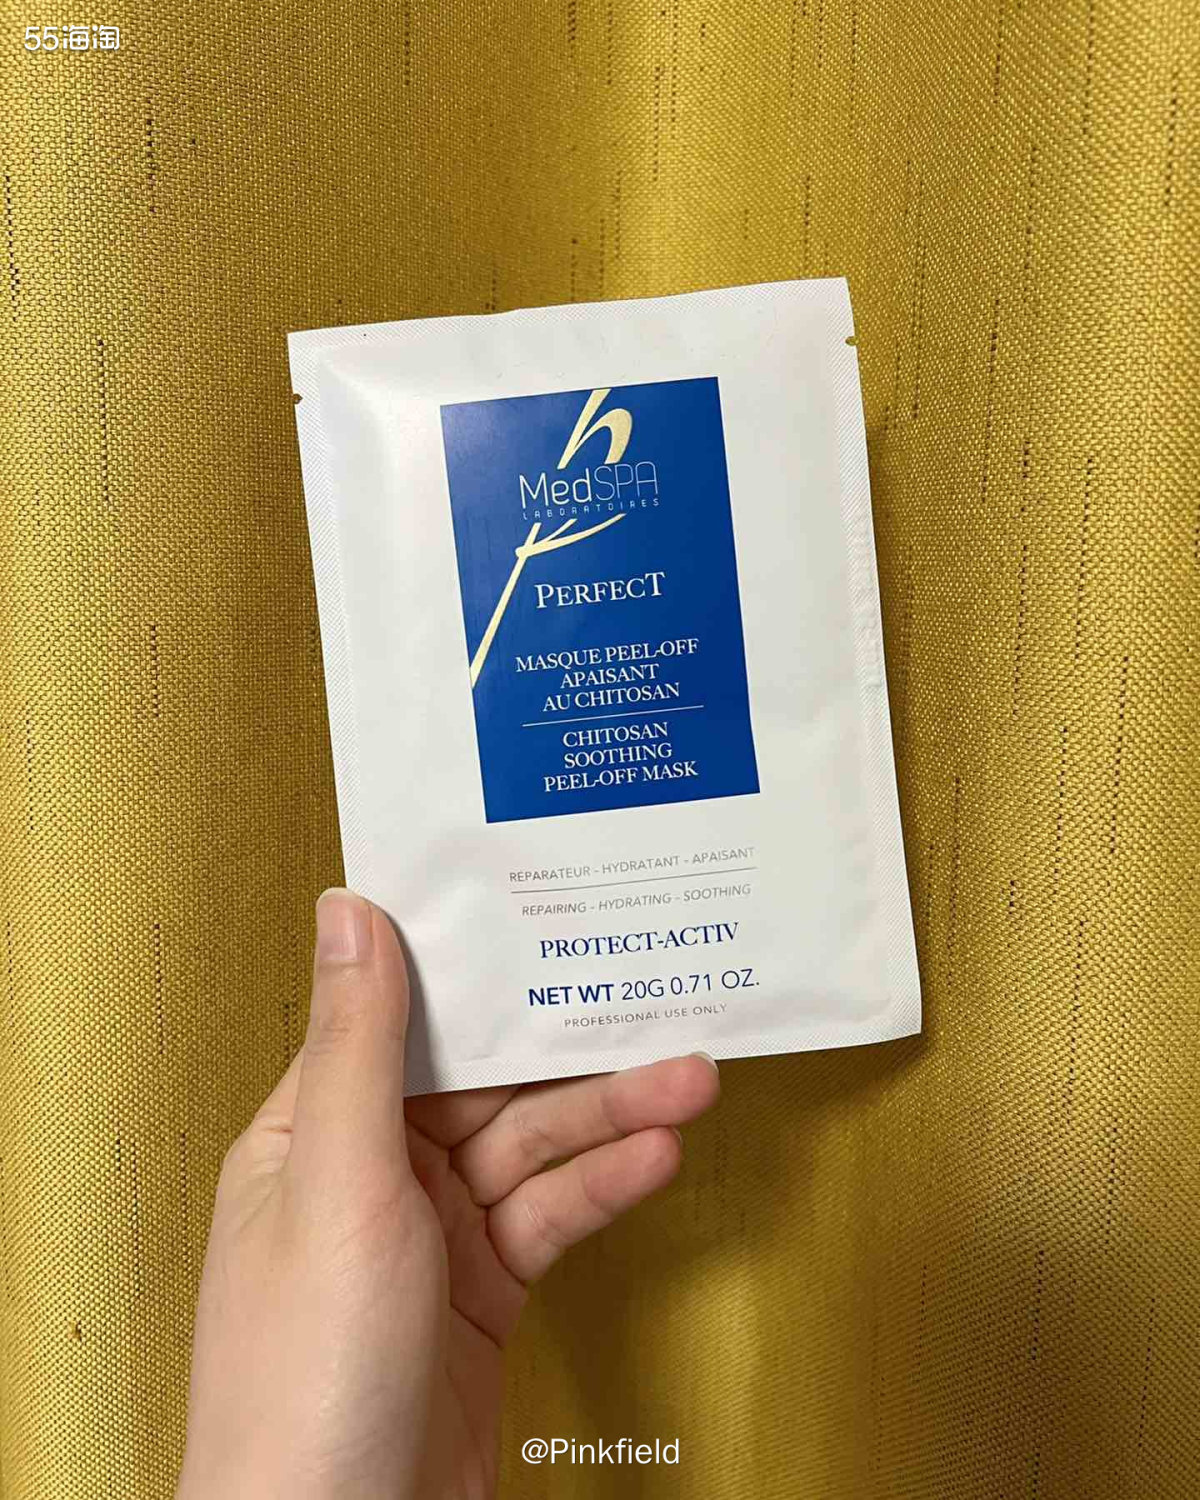 55海淘
MedSPA
LABORATOIRES
PERFECT
MASQUE PEEL-OFF
APAISANT
AU CHITOSAN
CHITOSAN
SOOTHING
PEEL-OFF MASK
RÉPARATEUR - HYDRATANT - APAISANT
REPAIRING - HYDRATING - SOOTHING
PROTECT-ACTIV
NET WT 20G 0.71 OZ.
PROFESSIONAL USE ONLY
@Pinkfield